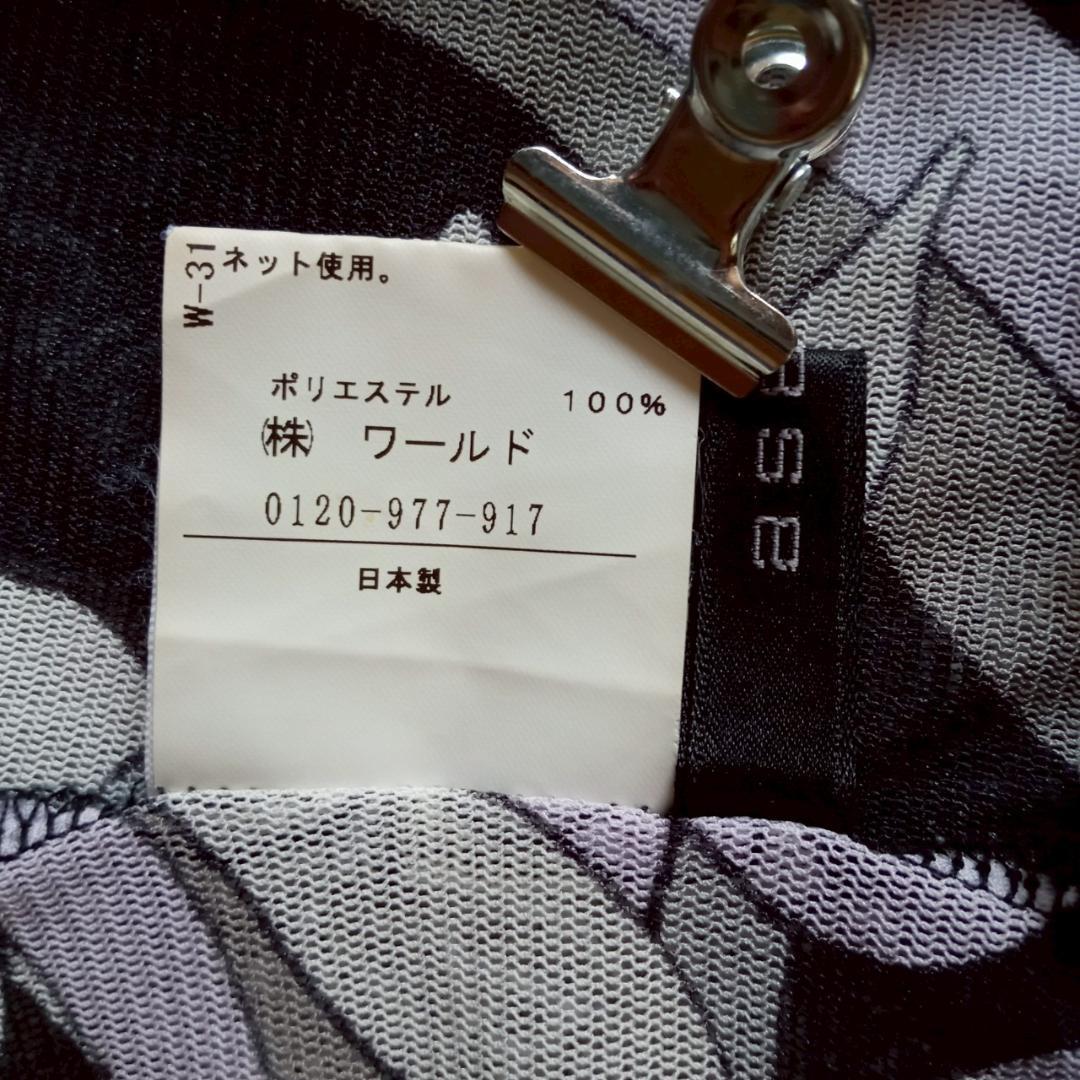 W-31
ネット使用。
ポリエステル 100%
㈱ ワールド
0120-977-917
日本製